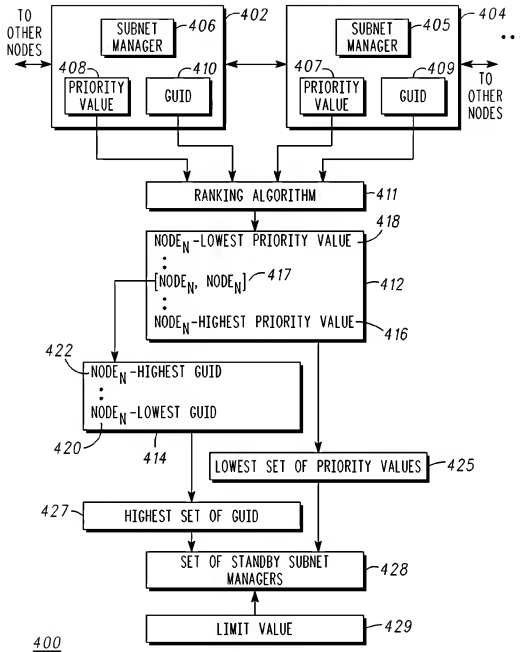 TO
OTHER
NODES
402
SUBNET
MANAGER
406
408
410
PRIORITY
VALUE
GUID
404
SUBNET
MANAGER
405
407
409
PRIORITY
VALUE
GUID
...
TO
OTHER
NODES
RANKING ALGORITHM
411
418
NODEN-LOWEST PRIORITY VALUE
[NODEN, NODEN]
417
412
NODEN-HIGHEST PRIORITY VALUE
416
422
NODEN-HIGHEST GUID
NODEN-LOWEST GUID
420
414
LOWEST SET OF PRIORITY VALUES
425
427
HIGHEST SET OF GUID
SET OF STANDBY SUBNET
MANAGERS
428
LIMIT VALUE
429
400